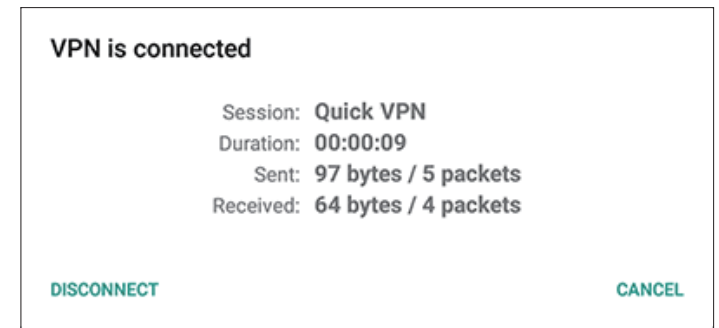 VPN is connected
Session: Quick VPN
Duration: 00:00:09
Sent: 97 bytes / 5 packets
Received: 64 bytes / 4 packets
DISCONNECT CANCEL